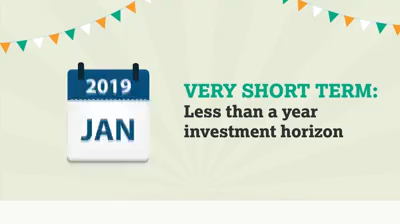 2019
JAN
VERY SHORT TERM:
Less than a year
investment horizon